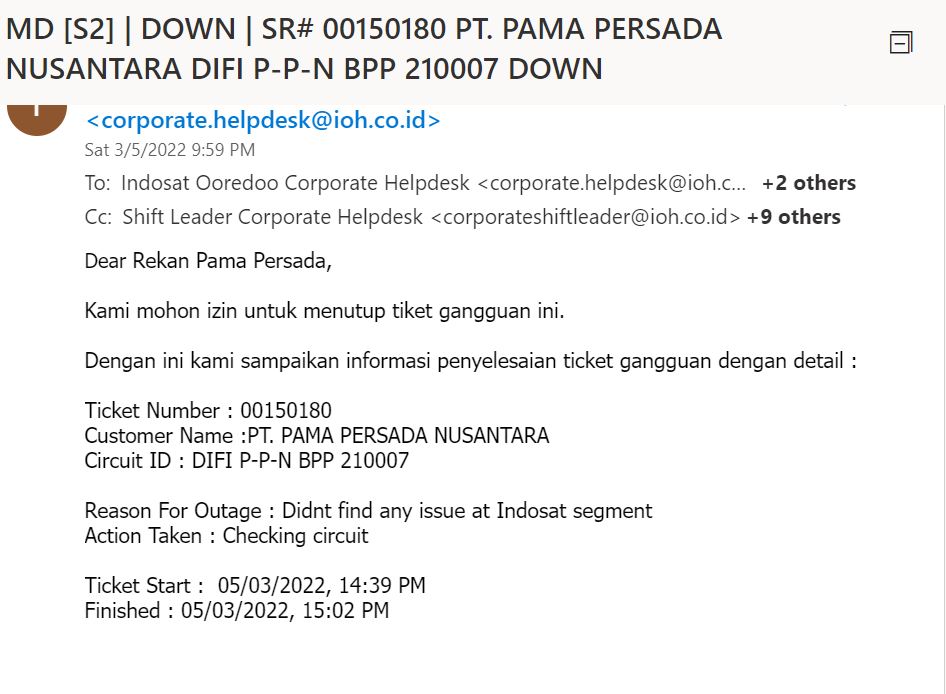 MD [S2] | DOWN | SR# 00150180 PT. PAMA PERSADA
NUSANTARA DIFI P-P-N BPP 210007 DOWN
<corporate.helpdesk@ioh.co.id>
Sat 3/5/2022 9:59 PM
To: Indosat Ooredoo Corporate Helpdesk <corporate.helpdesk@ioh.c... +2 others
Cc: Shift Leader Corporate Helpdesk <corporateshiftleader@ioh.co.id> +9 others
Dear Rekan Pama Persada,
Kami mohon izin untuk menutup tiket gangguan ini.
Dengan ini kami sampaikan informasi penyelesaian ticket gangguan dengan detail :
Ticket Number : 00150180
Customer Name :PT. PAMA PERSADA NUSANTARA
Circuit ID : DIFI P-P-N BPP 210007
Reason For Outage : Didnt find any issue at Indosat segment
Action Taken : Checking circuit
Ticket Start :  05/03/2022, 14:39 PM
Finished : 05/03/2022, 15:02 PM